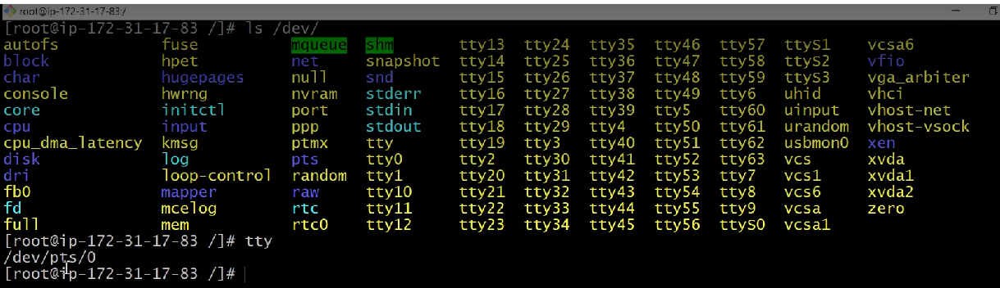 root@ip-172-31-17-83:/
[root@ip-172-31-17-83 /]# ls /dev/
autofs fuse mqueue shm tty13 tty24 tty35 tty46 tty57 ttyS1 vcsa6
block hpet net snapshot tty14 tty25 tty36 tty47 tty58 ttyS2 vfio
char hugepages null snd tty15 tty26 tty37 tty48 tty59 ttyS3 vga_arbiter
console hwrng nvram stderr tty16 tty27 tty38 tty49 tty6 uhid vhci
core initctl port stdin tty17 tty28 tty39 tty5 tty60 uinput vhost-net
cpu input ppp stdout tty18 tty29 tty4 tty50 tty61 urandom vhost-vsock
cpu_dma_latency kmsg ptmx tty tty19 tty3 tty40 tty51 tty62 usbmon0 xen
disk log pts tty0 tty2 tty30 tty41 tty52 tty63 vcs xvda
dri loop-control random tty1 tty20 tty31 tty42 tty53 tty7 vcs1 xvda1
fb0 mapper raw tty10 tty21 tty32 tty43 tty54 tty8 vcs6 xvda2
fd mcelog rtc tty11 tty22 tty33 tty44 tty55 tty9 vcsa zero
full mem rtc0 tty12 tty23 tty34 tty45 tty56 ttyS0 vcsa1
[root@ip-172-31-17-83 /]# tty
/dev/pts/0
[root@ip-172-31-17-83 /]#